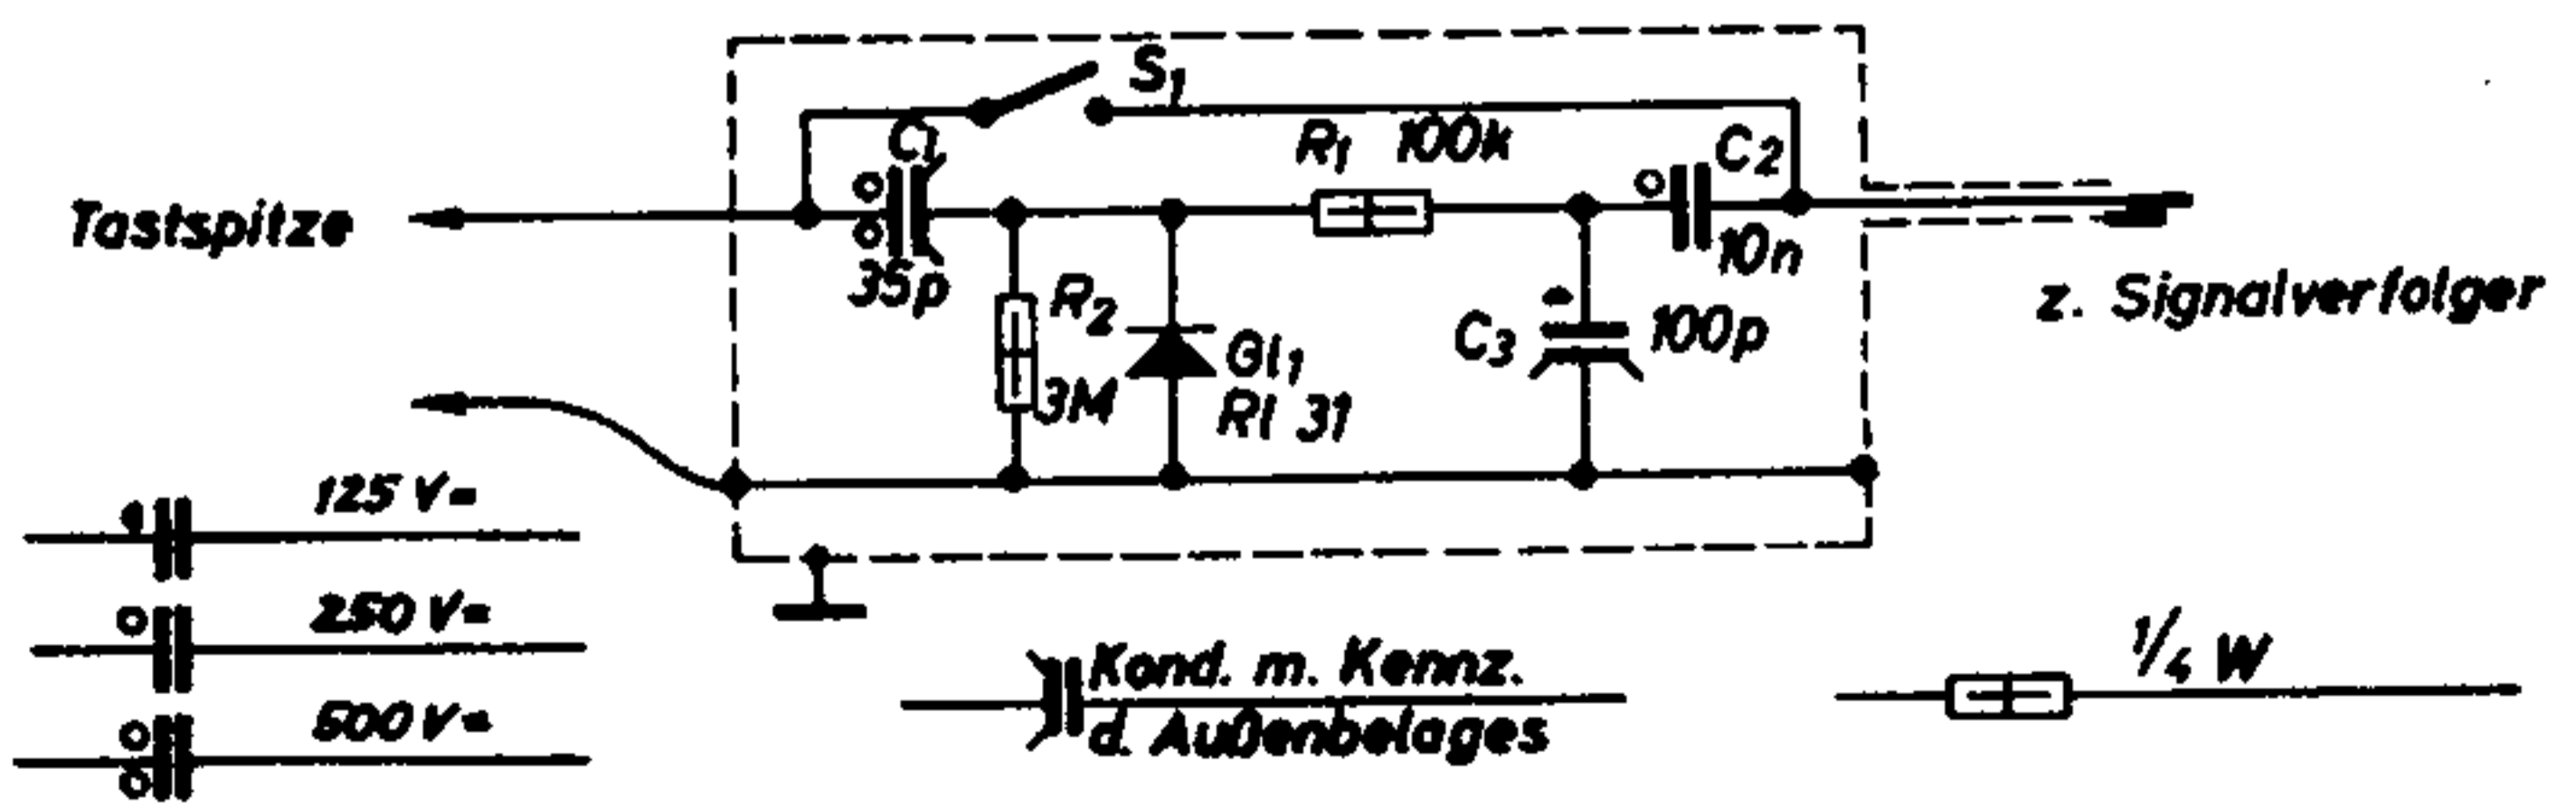 S1
C1
R1 100k
C2
Tastspitze
35p
10n
R2
3M
Gl1
RL 31
C3
100p
z. Signalverfolger
125 V=
250 V=
500 V=
Kond. m. Kennz.
d. Außenbelages
1/4 W